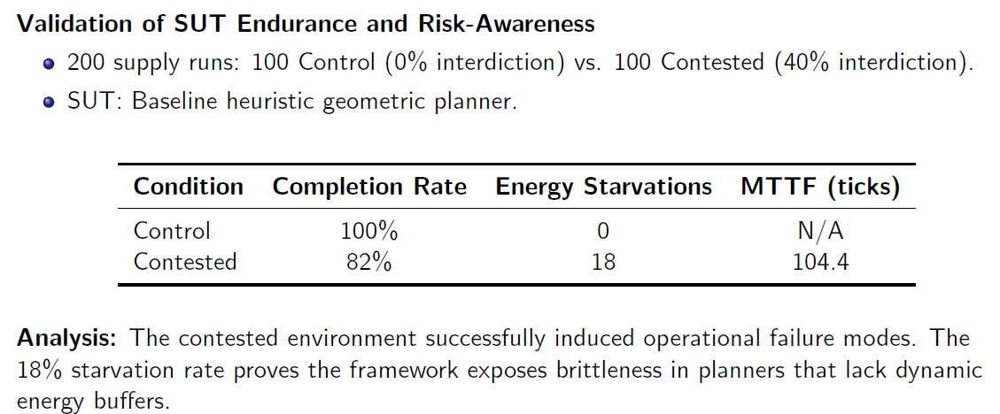 Validation of SUT Endurance and Risk-Awareness
200 supply runs: 100 Control (0% interdiction) vs. 100 Contested (40% interdiction).
SUT: Baseline heuristic geometric planner.
Condition Completion Rate Energy Starvations MTTF (ticks)
Control 100% 0 N/A
Contested 82% 18 104.4
Analysis: The contested environment successfully induced operational failure modes. The
18% starvation rate proves the framework exposes brittleness in planners that lack dynamic
energy buffers.